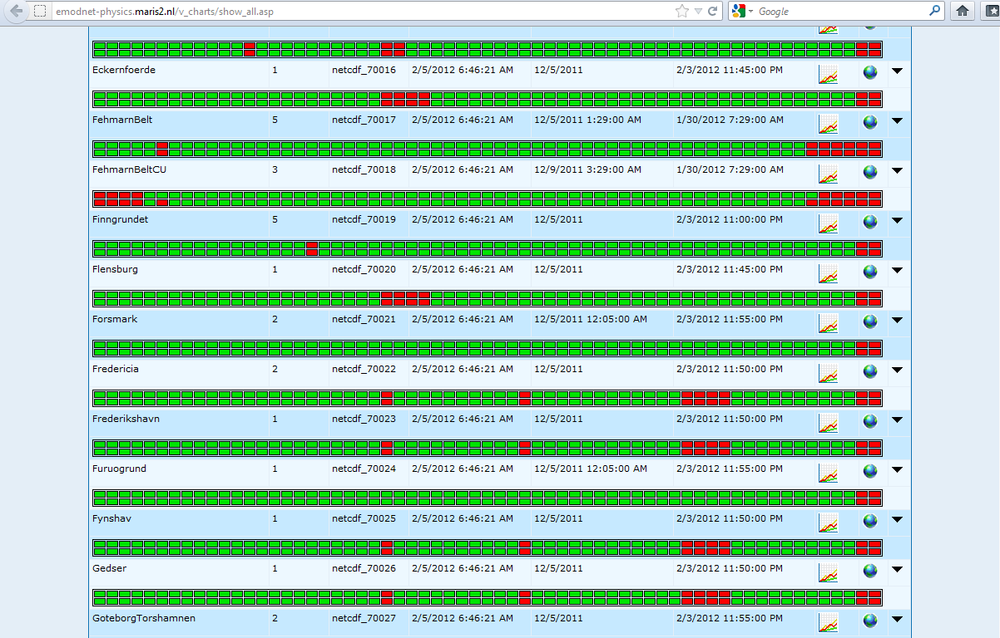 emodnet-physics.maris2.nl/v_charts/show_all.asp Google
Eckernfoerde 1 netcdf_70016 2/5/2012 6:46:21 AM 12/5/2011 2/3/2012 11:45:00 PM
FehmarnBelt 5 netcdf_70017 2/5/2012 6:46:21 AM 12/5/2011 1:29:00 AM 1/30/2012 7:29:00 AM
FehmarnBeltCU 3 netcdf_70018 2/5/2012 6:46:21 AM 12/9/2011 3:29:00 AM 1/30/2012 7:29:00 AM
Finngrundet 5 netcdf_70019 2/5/2012 6:46:21 AM 12/5/2011 2/3/2012 11:00:00 PM
Flensburg 1 netcdf_70020 2/5/2012 6:46:21 AM 12/5/2011 2/3/2012 11:45:00 PM
Forsmark 2 netcdf_70021 2/5/2012 6:46:21 AM 12/5/2011 12:05:00 AM 2/3/2012 11:55:00 PM
Fredericia 2 netcdf_70022 2/5/2012 6:46:21 AM 12/5/2011 2/3/2012 11:50:00 PM
Frederikshavn 1 netcdf_70023 2/5/2012 6:46:21 AM 12/5/2011 2/3/2012 11:50:00 PM
Furuogrund 1 netcdf_70024 2/5/2012 6:46:21 AM 12/5/2011 12:05:00 AM 2/3/2012 11:55:00 PM
Fynshav 1 netcdf_70025 2/5/2012 6:46:21 AM 12/5/2011 2/3/2012 11:50:00 PM
Gedser 1 netcdf_70026 2/5/2012 6:46:21 AM 12/5/2011 2/3/2012 11:50:00 PM
GoteborgTorshamnen 2 netcdf_70027 2/5/2012 6:46:21 AM 12/5/2011 2/3/2012 11:55:00 PM